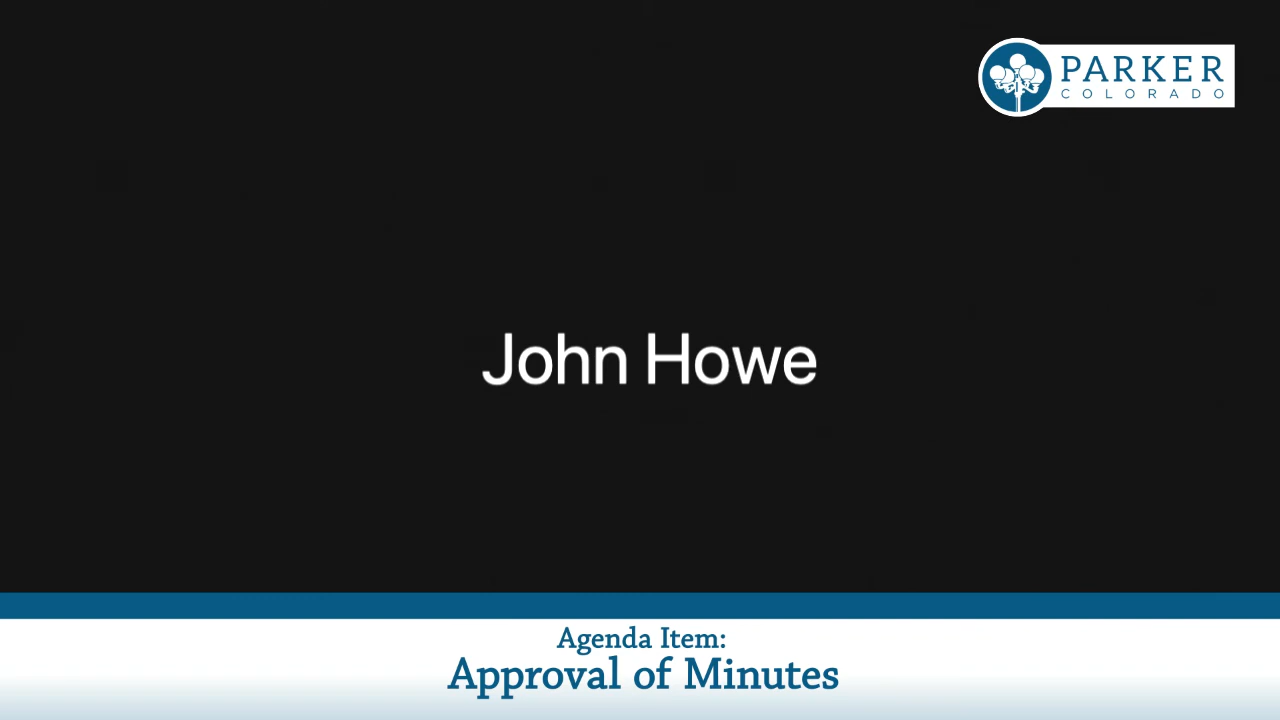 PARKER
COLORADO
John Howe
Agenda Item:
Approval of Minutes